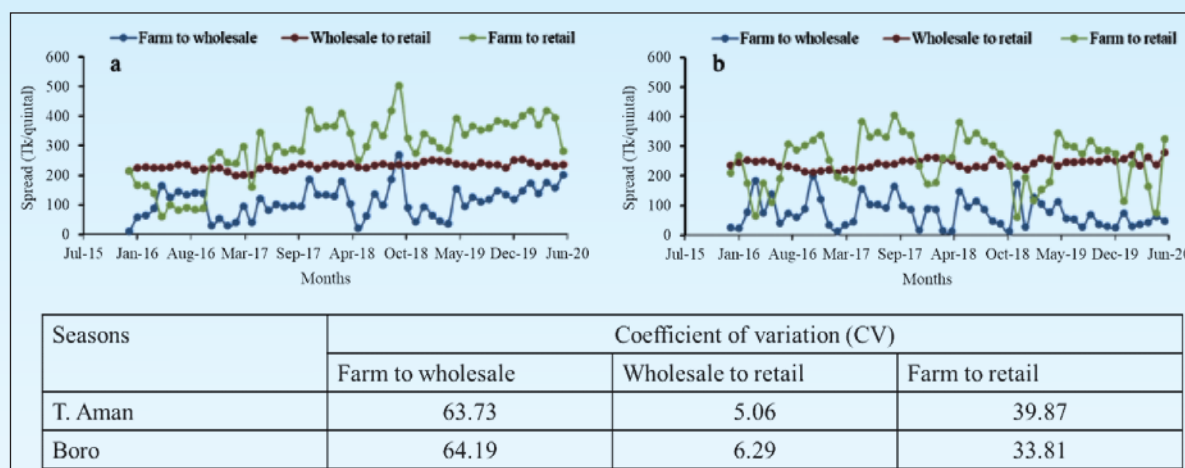 Farm to wholesale Wholesale to retail Farm to retail
a
600
500
400
300
200
100
0
Spread (Tk/quintal)
Jul-15 Jan-16 Aug-16 Mar-17 Sep-17 Apr-18 Oct-18 May-19 Dec-19 Jun-20
Months
Farm to wholesale Wholesale to retail Farm to retail
b
600
500
400
300
200
100
0
Spread (Tk/quintal)
Jul-15 Jan-16 Aug-16 Mar-17 Sep-17 Apr-18 Oct-18 May-19 Dec-19 Jun-20
Months
Seasons Coefficient of variation (CV)
Farm to wholesale Wholesale to retail Farm to retail
T. Aman 63.73 5.06 39.87
Boro 64.19 6.29 33.81